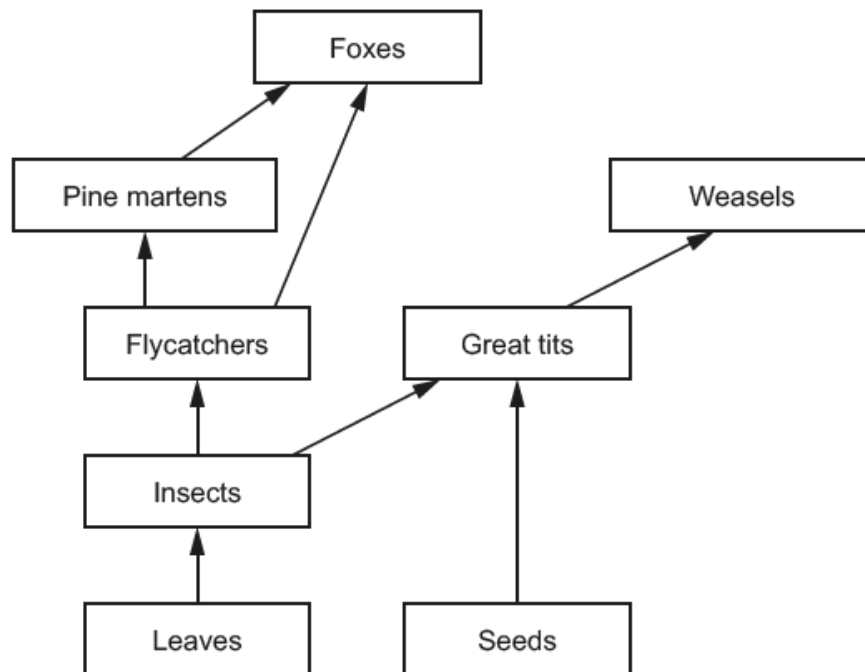 Foxes
Pine martens
Weasels
Flycatchers
Great tits
Insects
Leaves
Seeds